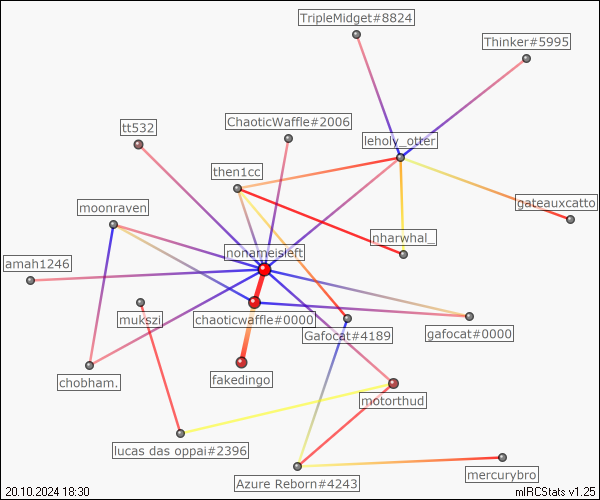 TripleMidget#8824
Thinker#5995
ChaoticWaffle#2006
tt532
leholy_otter
then1cc
moonraven
gateauxcatto
nharwhal_
nonameisleft
amah1246
mukszi
chaoticwaffle#0000
Gafocat#4189
gafocat#0000
chobham.
fakedingo
motorthud
lucas das oppai#2396
Azure Reborn#4243
mercurybro
20.10.2024 18:30
mIRCStats v1.25